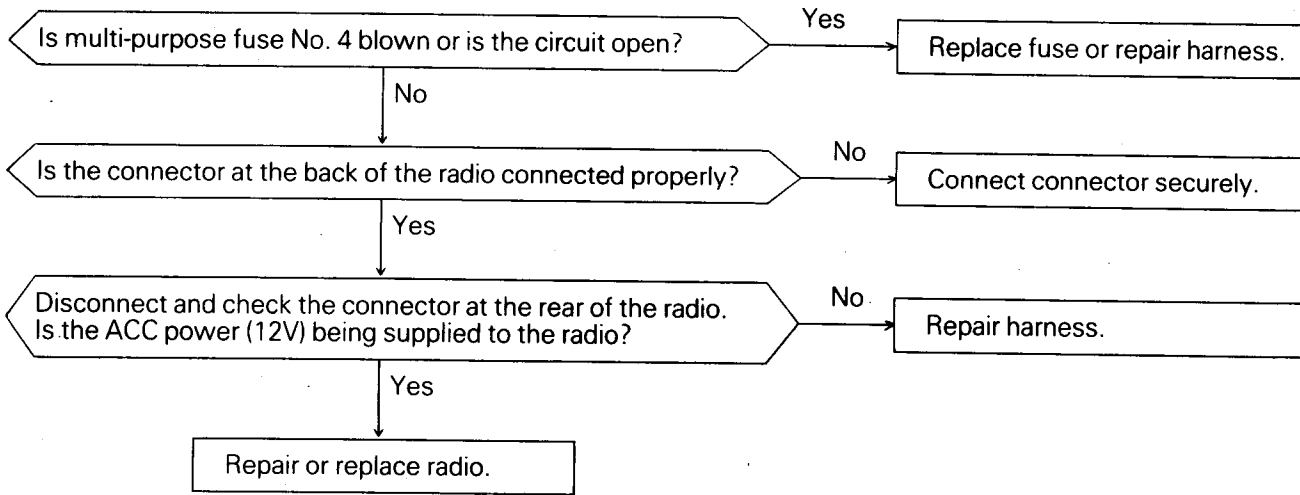 Is multi-purpose fuse No. 4 blown or is the circuit open?
Yes
Replace fuse or repair harness.
No
Is the connector at the back of the radio connected properly?
No
Connect connector securely.
Yes
Disconnect and check the connector at the rear of the radio.
Is the ACC power (12V) being supplied to the radio?
No
Repair harness.
Yes
Repair or replace radio.